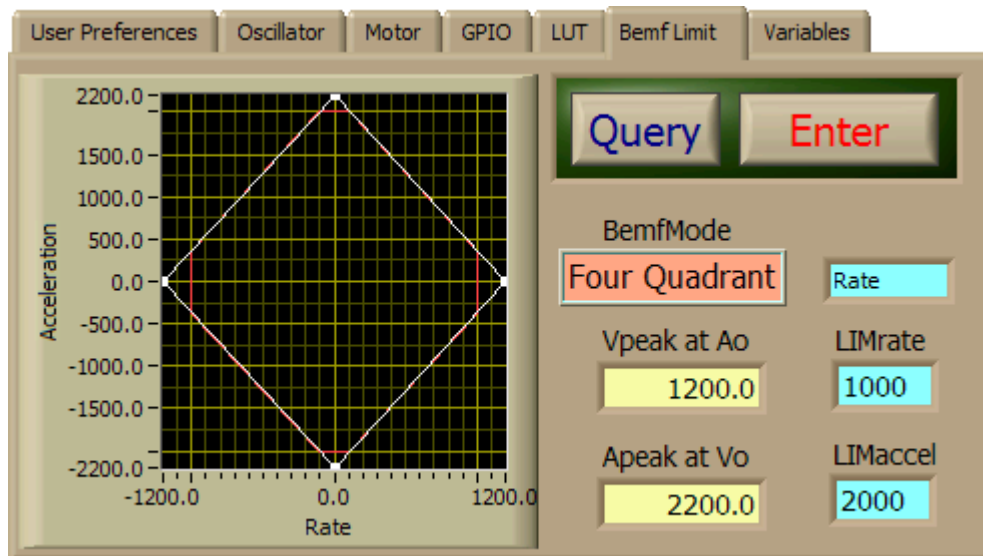 User Preferences Oscillator Motor GPIO LUT Bemf Limit Variables
2200.0
1500.0
1000.0
500.0
0.0
-500.0
-1000.0
-1500.0
-2200.0
Acceleration
-1200.0 0.0 1200.0
Rate
Query Enter
BemfMode
Four Quadrant Rate
Vpeak at Ao LIMrate
1200.0 1000
Apeak at Vo LIMaccel
2200.0 2000